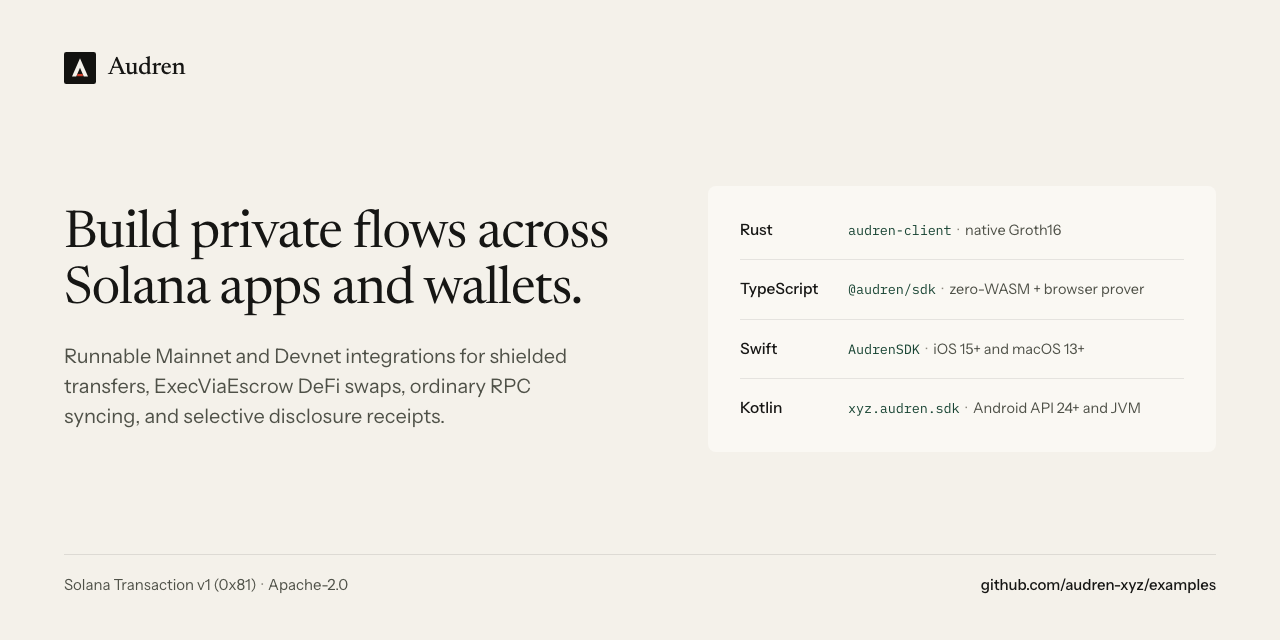 Audren
Build private flows across
Solana apps and wallets.
Runnable Mainnet and Devnet integrations for shielded
transfers, ExecViaEscrow DeFi swaps, ordinary RPC
syncing, and selective disclosure receipts.
Rust audren-client · native Groth16
TypeScript @audren/sdk · zero-WASM + browser prover
Swift AudrenSDK · iOS 15+ and macOS 13+
Kotlin xyz.audren.sdk · Android API 24+ and JVM
Solana Transaction v1 (0x81) · Apache-2.0
github.com/audren-xyz/examples